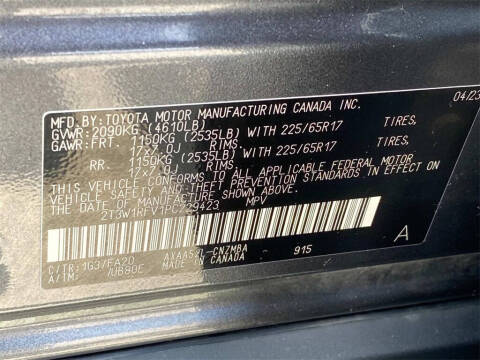 MFD.BY:TOYOTA MOTOR MANUFACTURING CANADA INC. 04/23
GVWR: 2090KG (4610LB)
GAWR:FRT. 1150KG (2535LB) WITH 225/65R17 TIRES,
17X7.0J RIMS,
RR. 1150KG (2535LB) WITH 225/65R17 TIRES,
17X7.0J RIMS.
THIS VEHICLE CONFORMS TO ALL APPLICABLE FEDERAL MOTOR
VEHICLE SAFETY AND THEFT PREVENTION STANDARDS IN EFFECT
ON THE DATE OF MANUFACTURE SHOWN ABOVE.
MPV
C/TR: 1G3/FA20 915 A
A/TM: /UB80E MADE IN CANADA